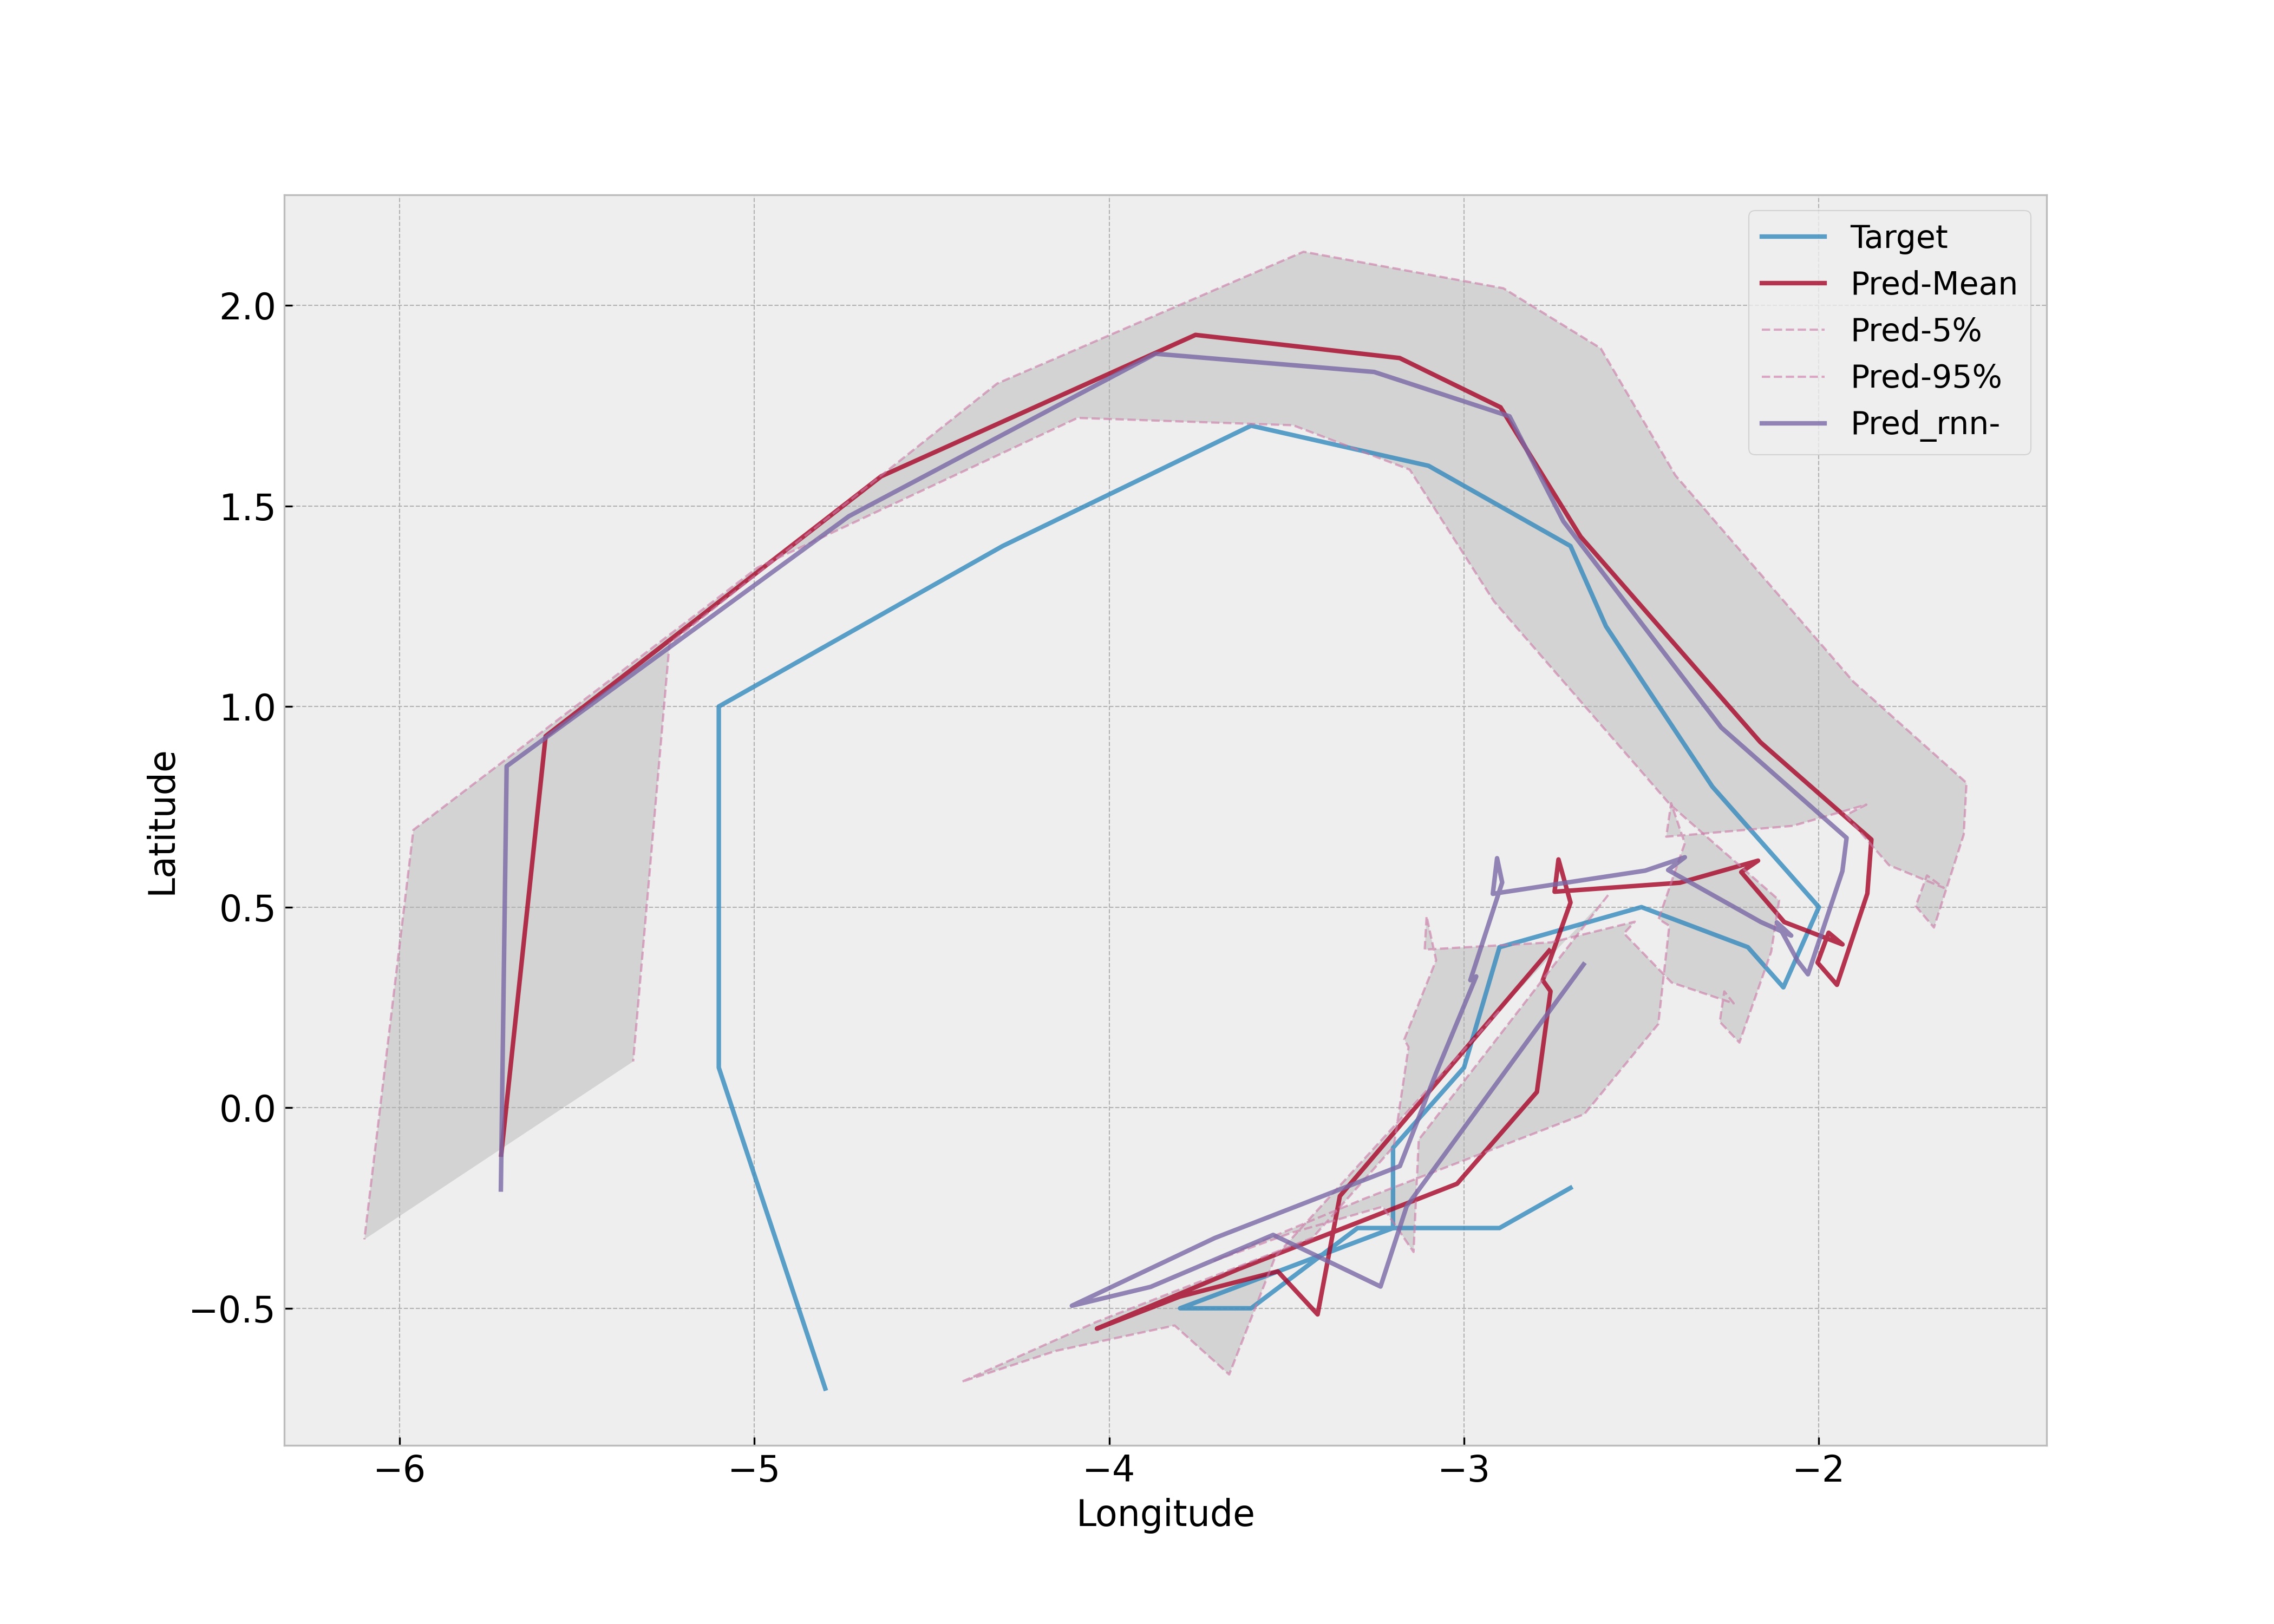 Target
Pred-Mean
Pred-5%
Pred-95%
Pred_rnn-
2.0
1.5
1.0
0.5
0.0
−0.5
Latitude
−6 −5 −4 −3 −2
Longitude